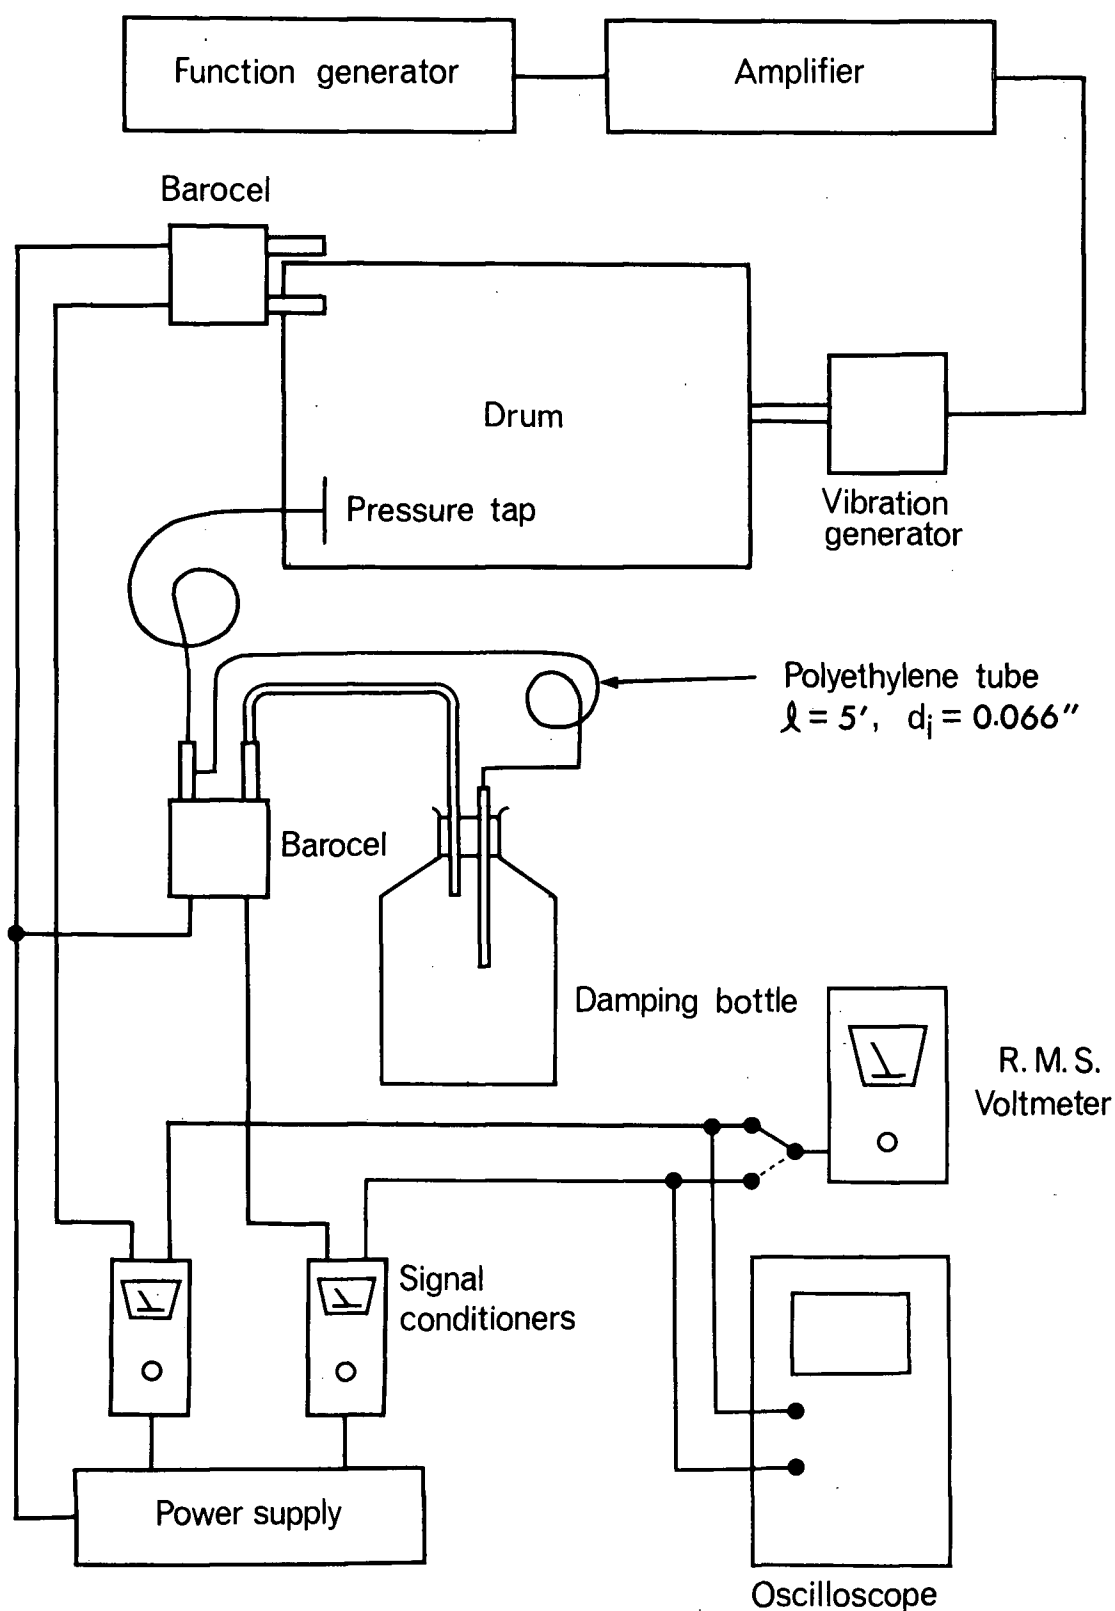 Function generator
Amplifier
Barocel
Drum
Pressure tap
Vibration
generator
Polyethylene tube
ℓ = 5′, dᵢ = 0.066″
Barocel
Damping bottle
R. M. S.
Voltmeter
Signal
conditioners
Power supply
Oscilloscope